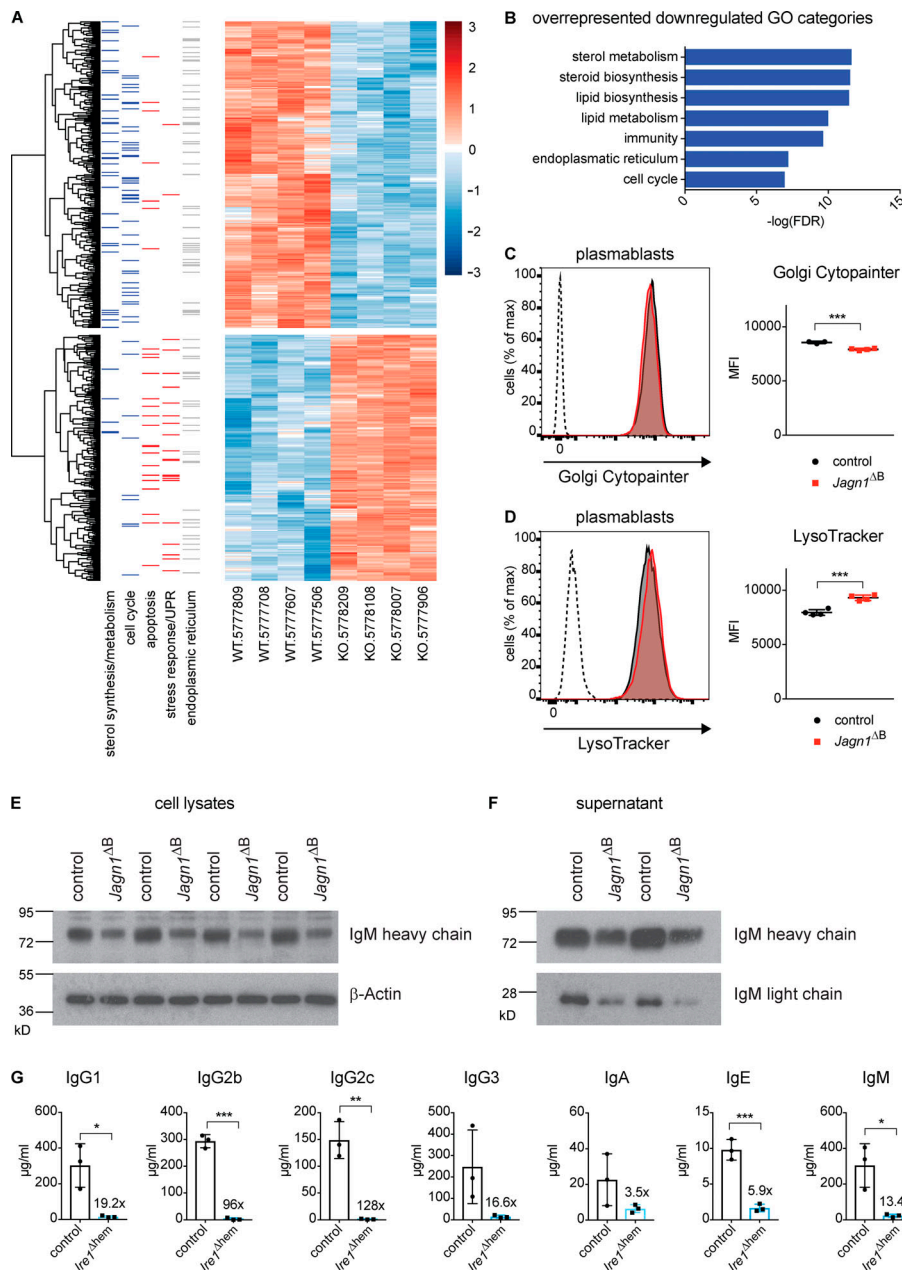 A
3
2
1
0
-1
-2
-3
sterol synthesis/metabolism
cell cycle
apoptosis
stress response/UPR
endoplasmic reticulum
WT.5777809
WT.5777708
WT.5777607
WT.5777506
KO.5778209
KO.5778108
KO.5778007
KO.5777906
B
overrepresented downregulated GO categories
sterol metabolism
steroid biosynthesis
lipid biosynthesis
lipid metabolism
immunity
endoplasmatic reticulum
cell cycle
0 5 10 15
-log(FDR)
C
plasmablasts
cells (% of max)
100
80
60
40
20
0
0
Golgi Cytopainter
Golgi Cytopainter
***
MFI
10000
5000
0
control
Jagn1ΔB
D
plasmablasts
cells (% of max)
100
80
60
40
20
0
0
LysoTracker
LysoTracker
***
MFI
10000
5000
0
control
Jagn1ΔB
E
cell lysates
control
Jagn1ΔB
control
Jagn1ΔB
control
Jagn1ΔB
control
Jagn1ΔB
95
72
IgM heavy chain
55
36
β-Actin
kD
F
supernatant
control
Jagn1ΔB
control
Jagn1ΔB
95
72
IgM heavy chain
28
IgM light chain
kD
G
IgG1
µg/ml
600
400
200
0
*
19.2x
control
Ire1Δhem
IgG2b
µg/ml
400
300
200
100
0
***
96x
control
Ire1Δhem
IgG2c
µg/ml
250
200
150
100
50
0
**
128x
control
Ire1Δhem
IgG3
µg/ml
500
400
300
200
100
0
16.6x
control
Ire1Δhem
IgA
µg/ml
60
40
20
0
3.5x
control
Ire1Δhem
IgE
µg/ml
15
10
5
0
***
5.9x
control
Ire1Δhem
IgM
µg/ml
600
400
200
0
*
13.4
control
Ire1Δhem